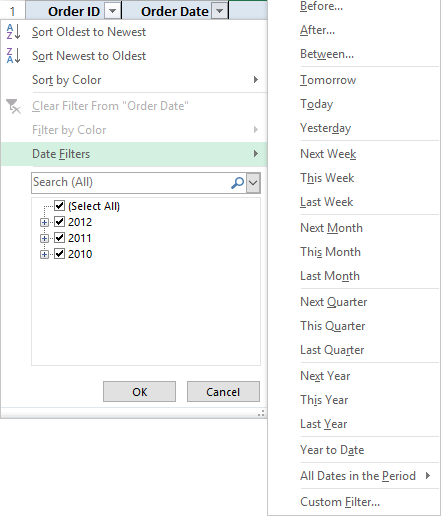 1 Order ID Order Date
Sort Oldest to Newest
Sort Newest to Oldest
Sort by Color
Clear Filter From "Order Date"
Filter by Color
Date Filters
Search (All)
(Select All)
2012
2011
2010
OK Cancel
Before...
After...
Between...
Tomorrow
Today
Yesterday
Next Week
This Week
Last Week
Next Month
This Month
Last Month
Next Quarter
This Quarter
Last Quarter
Next Year
This Year
Last Year
Year to Date
All Dates in the Period
Custom Filter...